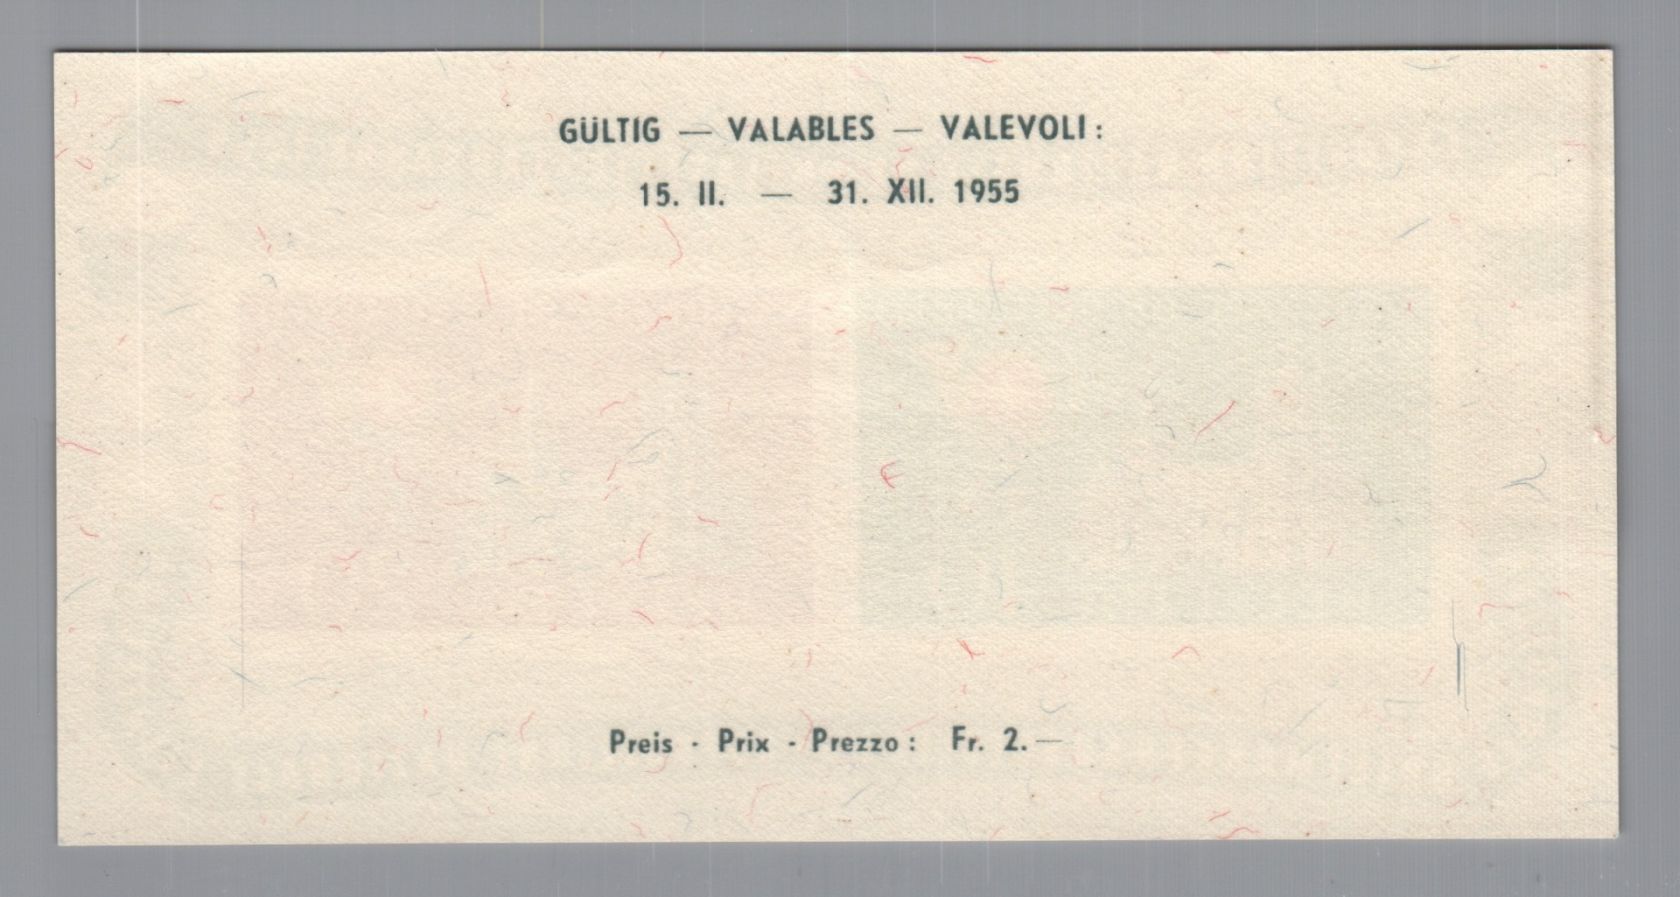 GÜLTIG — VALABLES — VALEVOLI :
15. II. — 31. XII. 1955
Preis · Prix · Prezzo : Fr. 2.—